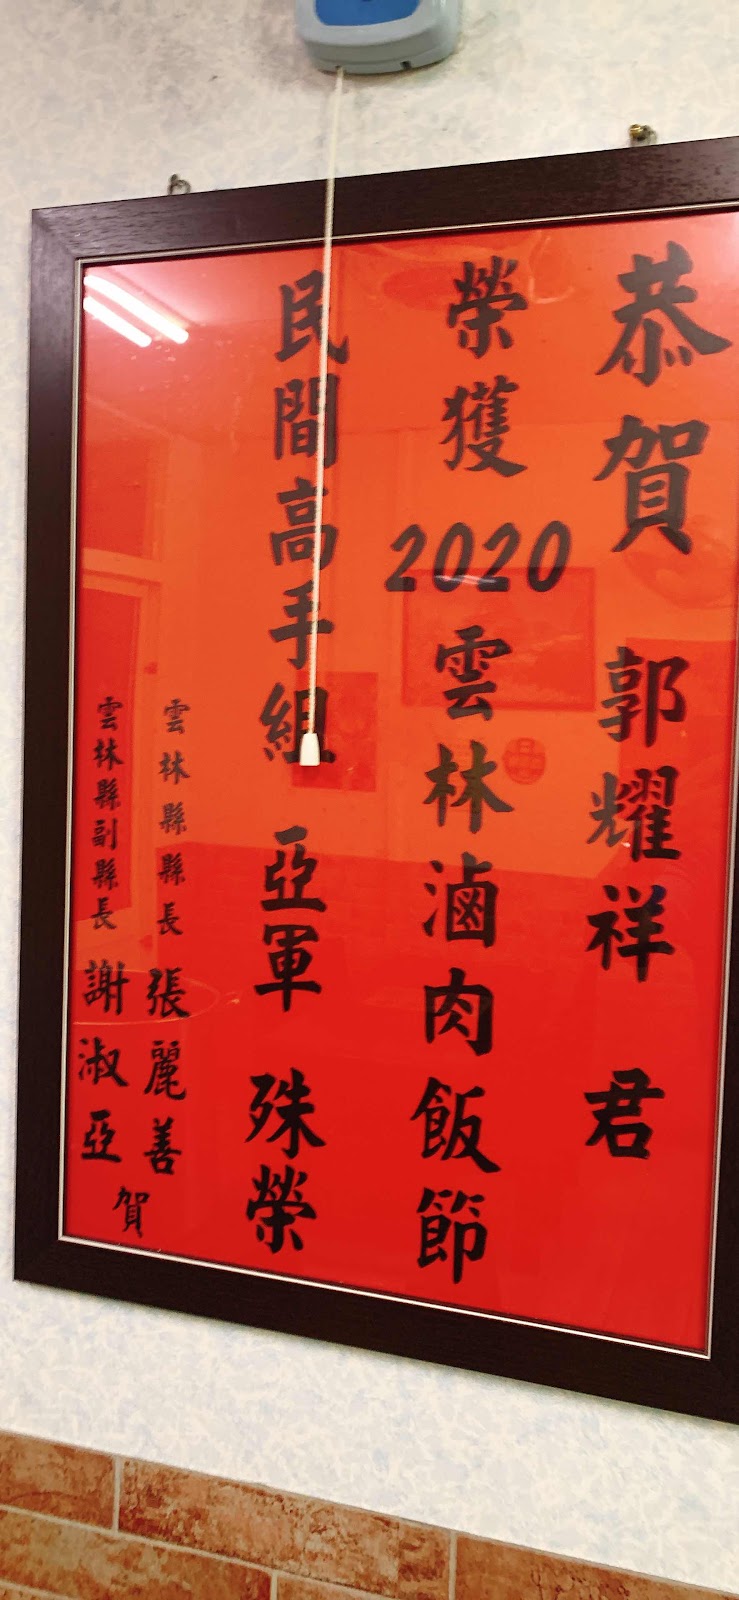 恭賀 郭耀祥 君
榮獲 2020 雲林滷肉飯節
民間高手組 亞軍 殊榮
雲林縣縣長 張麗善
雲林縣副縣長 謝淑亞
賀